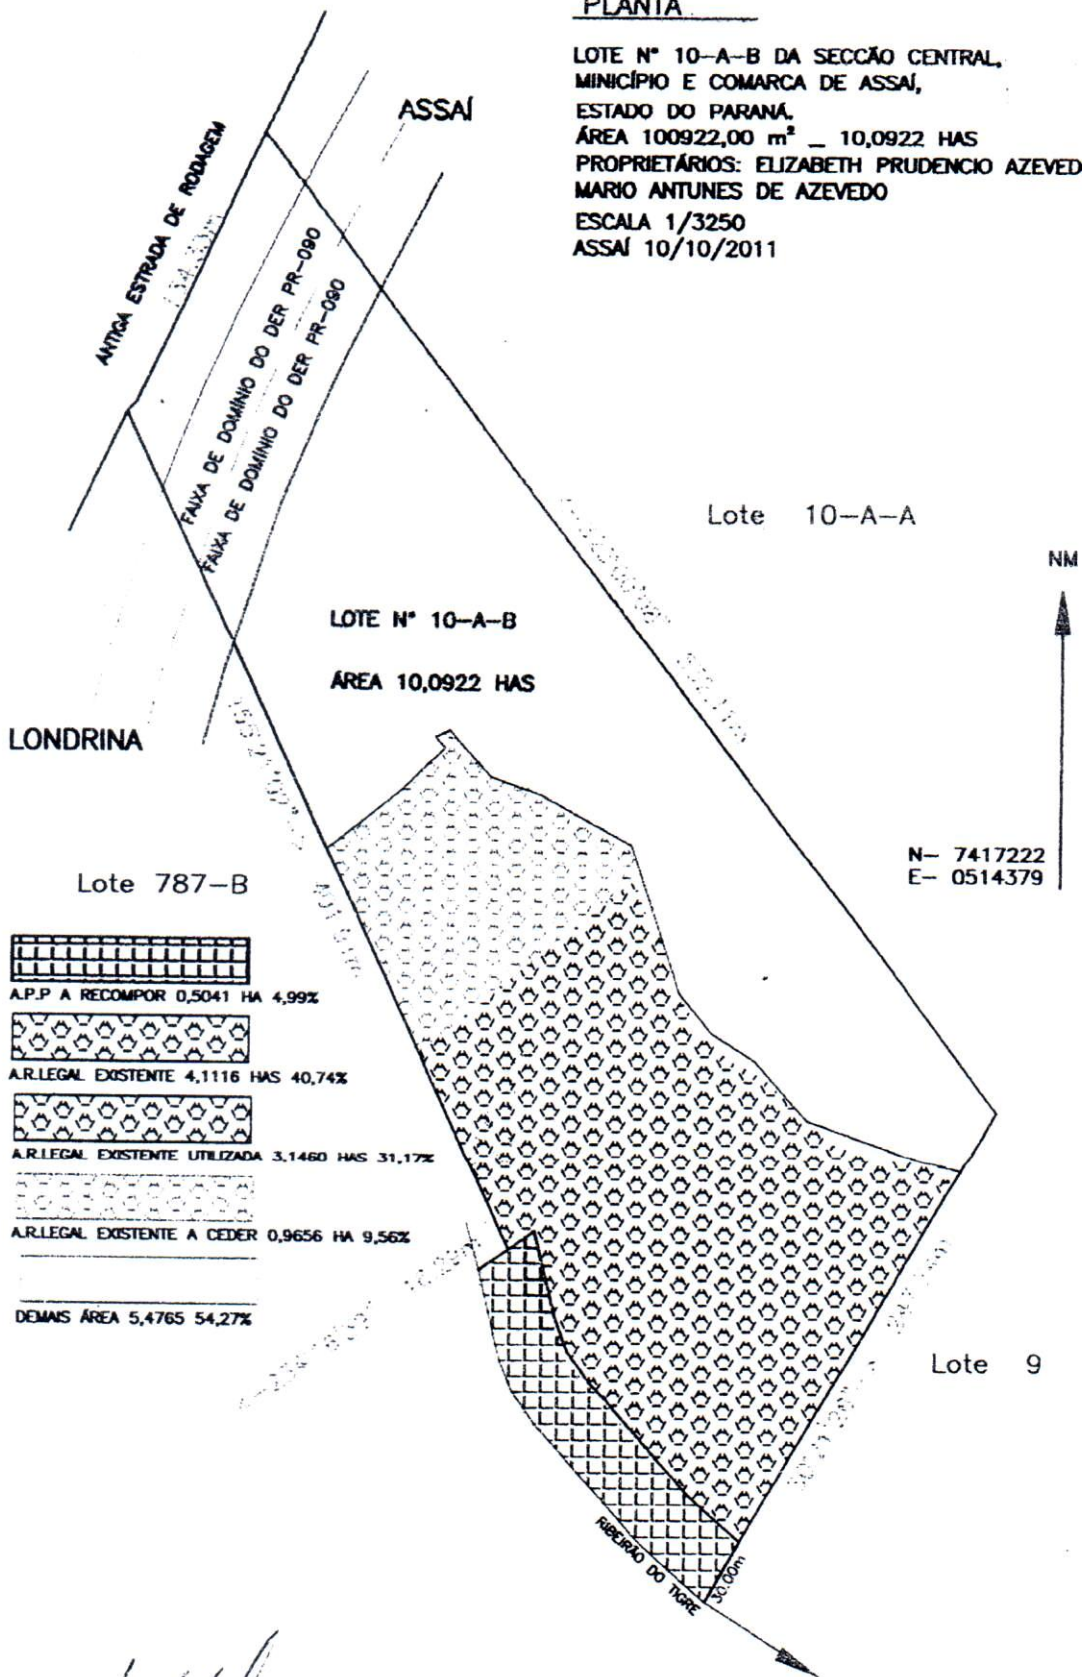 PLANTA
LOTE N° 10-A-B DA SECCÃO CENTRAL,
MINICÍPIO E COMARCA DE ASSAÍ,
ESTADO DO PARANÁ.
ÁREA 100922,00 m² _ 10,0922 HAS
PROPRIETÁRIOS: ELIZABETH PRUDENCIO AZEVED
MARIO ANTUNES DE AZEVEDO
ESCALA 1/3250
ASSAÍ 10/10/2011
ASSAÍ
ANTIGA ESTRADA DE RODAGEM
FAIXA DE DOMÍNIO DO DER PR-090
FAIXA DE DOMÍNIO DO DER PR-090
Lote 10-A-A
NM
LOTE N° 10-A-B
ÁREA 10,0922 HAS
LONDRINA
N- 7417222
E- 0514379
Lote 787-B
A.P.P A RECOMPOR 0,5041 HA 4,99%
A.R.LEGAL EXISTENTE 4,1116 HAS 40,74%
A.R.LEGAL EXISTENTE UTILIZADA 3,1460 HAS 31,17%
A.R.LEGAL EXISTENTE A CEDER 0,9656 HA 9,56%
DEMAIS ÁREA 5,4765 54,27%
Lote 9
RIBEIRÃO DO TIGRE
30.00m